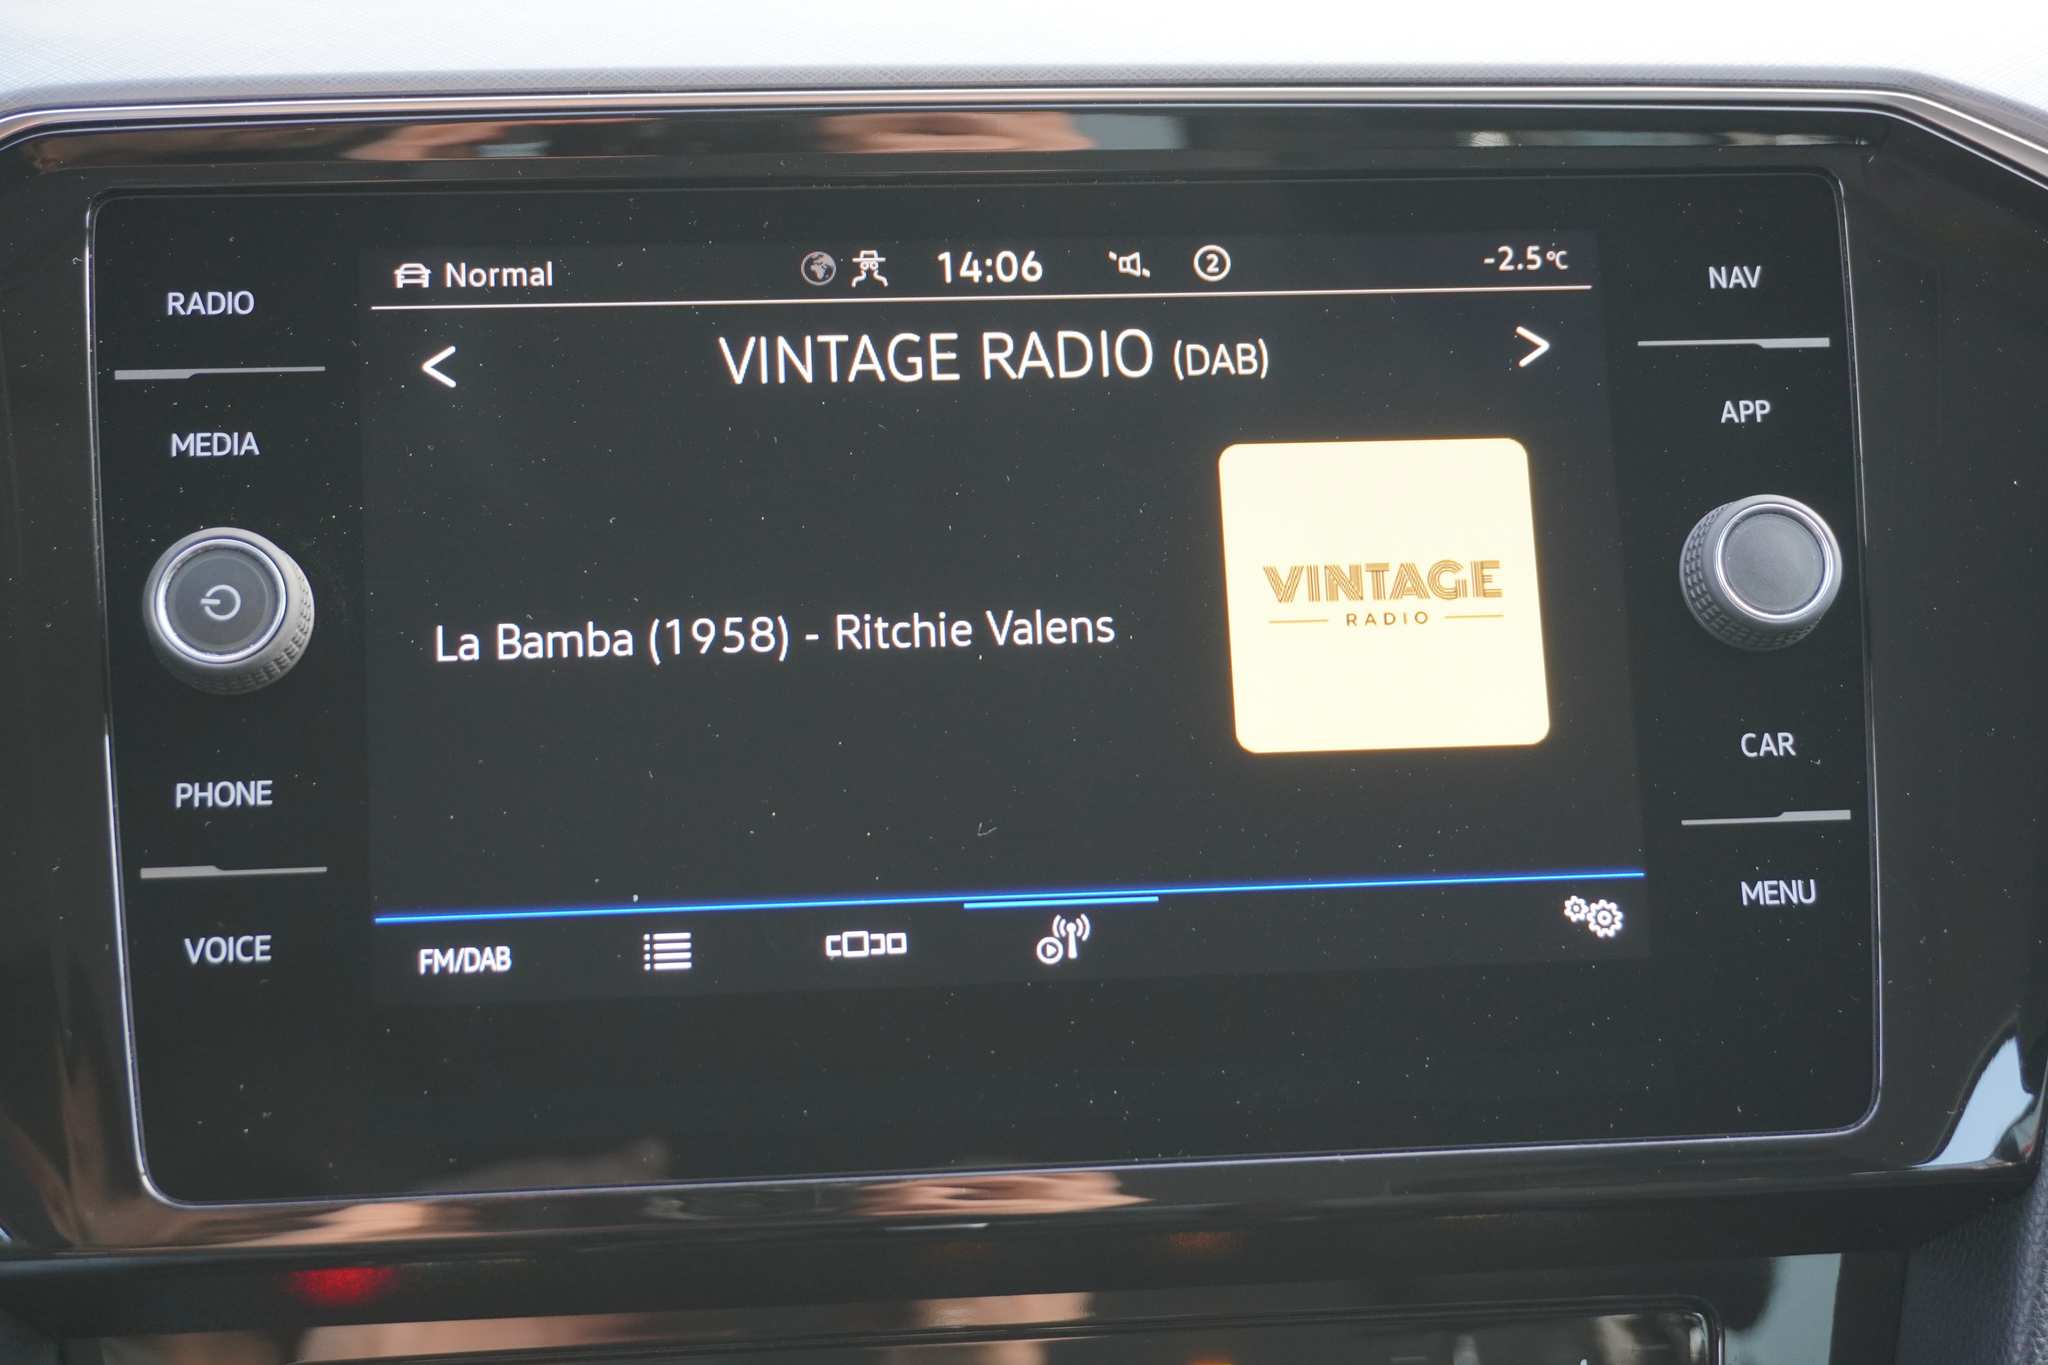 RADIO
MEDIA
PHONE
VOICE
Normal
14:06
2
-2.5°C
< VINTAGE RADIO (DAB) >
La Bamba (1958) - Ritchie Valens
VINTAGE
RADIO
FM/DAB
NAV
APP
CAR
MENU